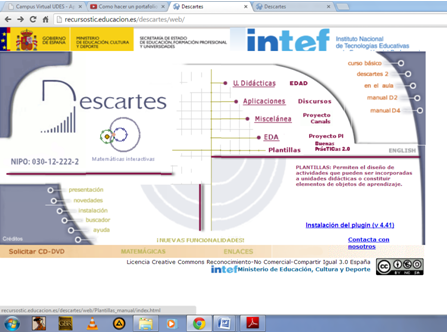 Campus Virtual UDES - A
Como hacer un portafoli
Descartes
Descartes
recursostic.educacion.es/descartes/web/
GOBIERNO DE ESPAÑA
MINISTERIO DE EDUCACIÓN, CULTURA Y DEPORTE
SECRETARÍA DE ESTADO DE EDUCACIÓN, FORMACIÓN PROFESIONAL Y UNIVERSIDADES
intef
Instituto Nacional
de Tecnologías Educativas
curso básico
descartes 2
en el aula
manual D2
manual D4
ENGLISH
Descartes
Matemáticas interactivas
NIPO: 030-12-222-2
U. Didácticas EDAD
Aplicaciones Discursos
Miscelánea Proyecto Canals
EDA Proyecto PI
Plantillas Buenas PrácTICas 2.0
PLANTILLAS: Permiten el diseño de
actividades que pueden ser incorporadas
a unidades didácticas o constituir
elementos de objetos de aprendizaje.
presentación
novedades
instalación
buscador
ayuda
Créditos
¡NUEVAS FUNCIONALIDADES!
Instalación del plugin (v 4.41)
Contacta con
nosotros
Solicitar CD-DVD MATEMÁGICAS ENLACES
Licencia Creative Commons Reconocimiento-No Comercial-Compartir Igual 3.0 España
intef Ministerio de Educación, Cultura y Deporte
BY NC SA
recursostic.educacion.es/descartes/web/Plantillas_manual/index.html